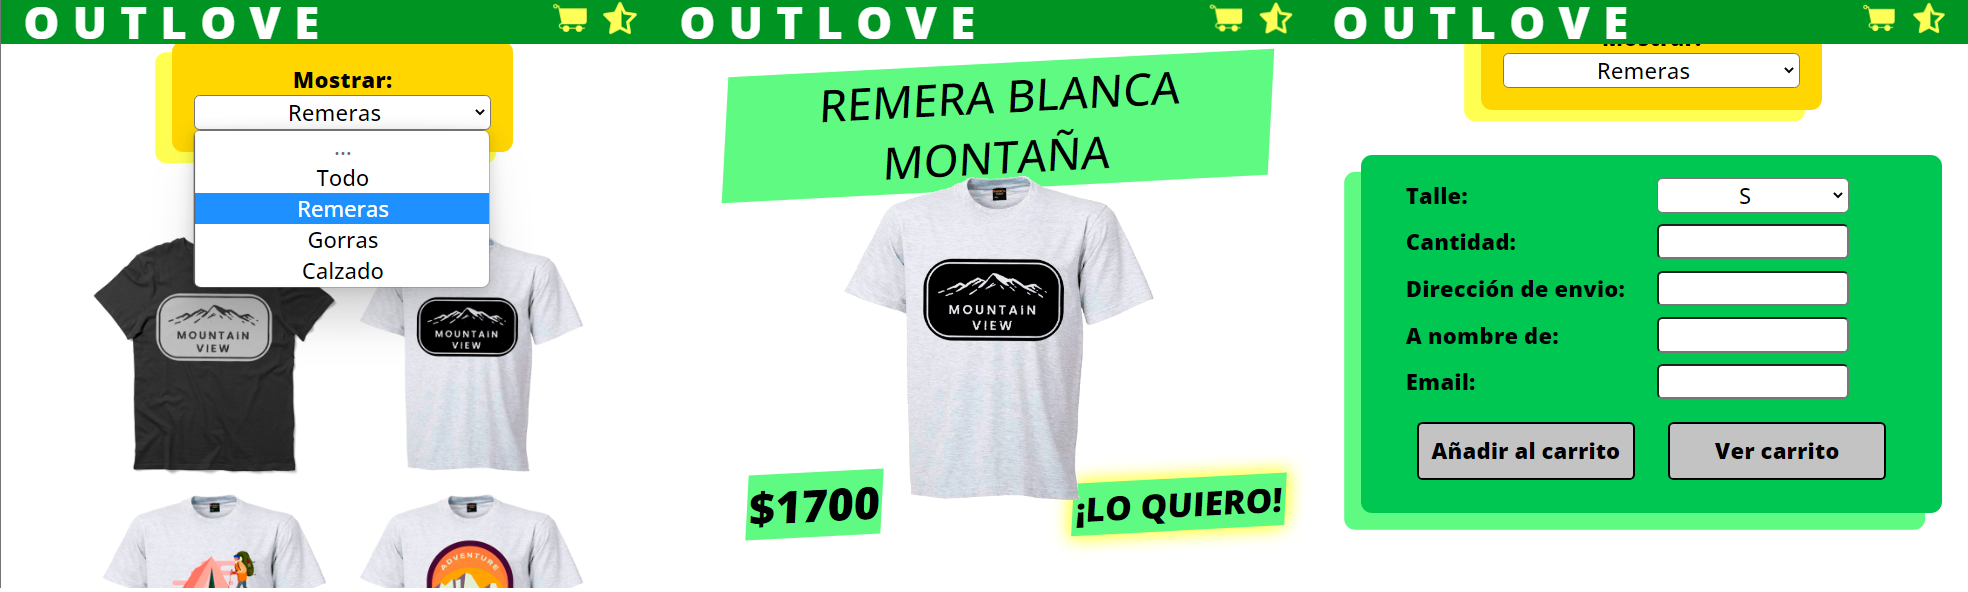 OUTLOVE
Mostrar:
Remeras
...
Todo
Remeras
Gorras
Calzado
MOUNTAIN
VIEW
MOUNTAIN
VIEW
ADVENTURE
OUTLOVE
REMERA BLANCA
MONTAÑA
MOUNTAIN
VIEW
$1700
¡LO QUIERO!
OUTLOVE
Mostrar:
Remeras
Talle:
S
Cantidad:
Dirección de envio:
A nombre de:
Email:
Añadir al carrito
Ver carrito